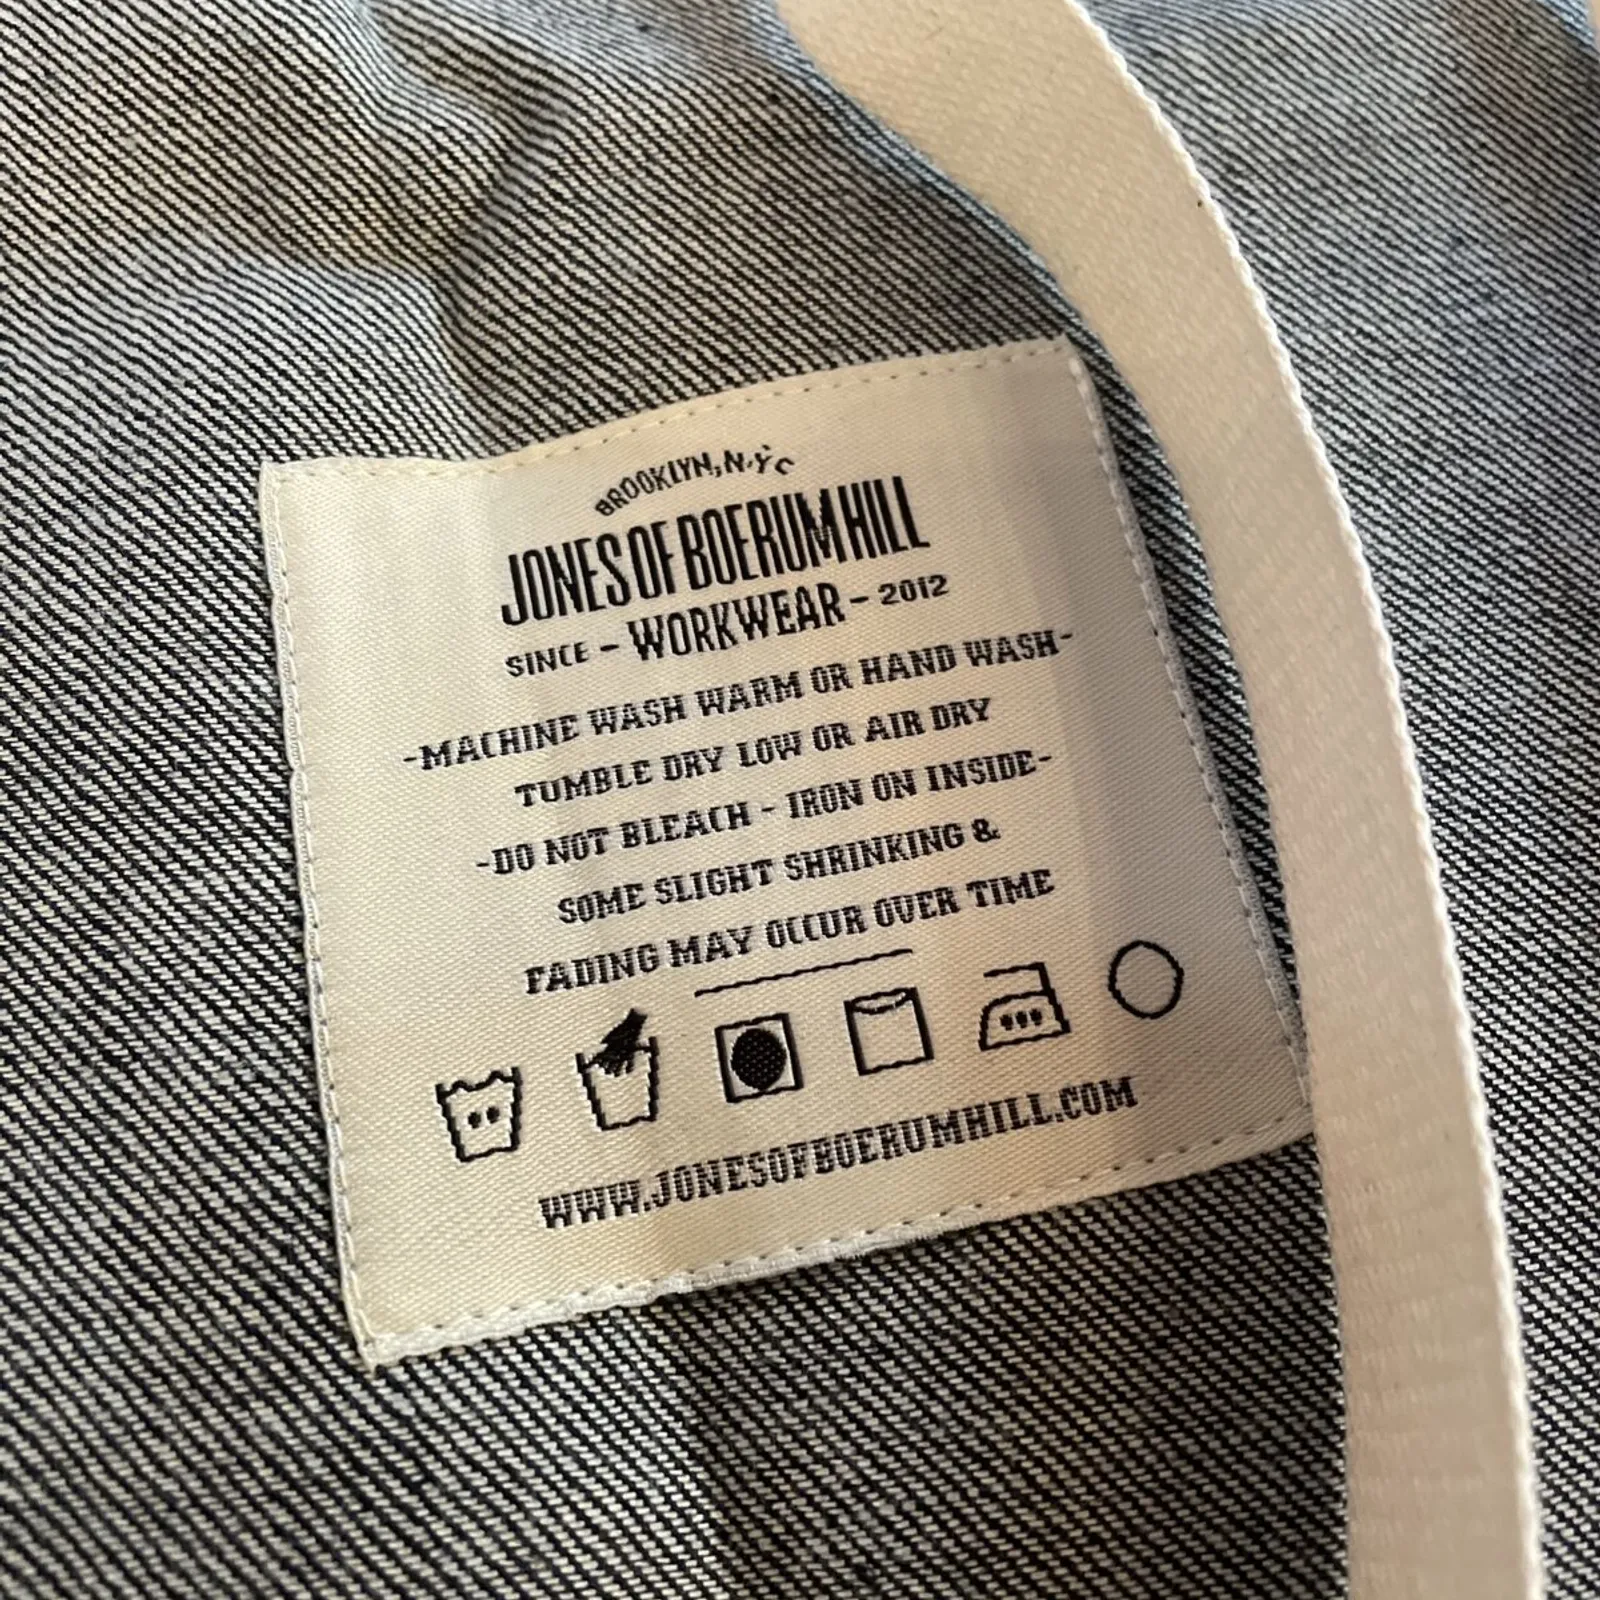 BROOKLYN, N.Y.C
JONES OF BOERUM HILL
SINCE - WORKWEAR - 2012
-MACHINE WASH WARM OR HAND WASH-
TUMBLE DRY LOW OR AIR DRY
-DO NOT BLEACH - IRON ON INSIDE-
SOME SLIGHT SHRINKING &
FADING MAY OCCUR OVER TIME
WWW.JONESOFBOERUMHILL.COM